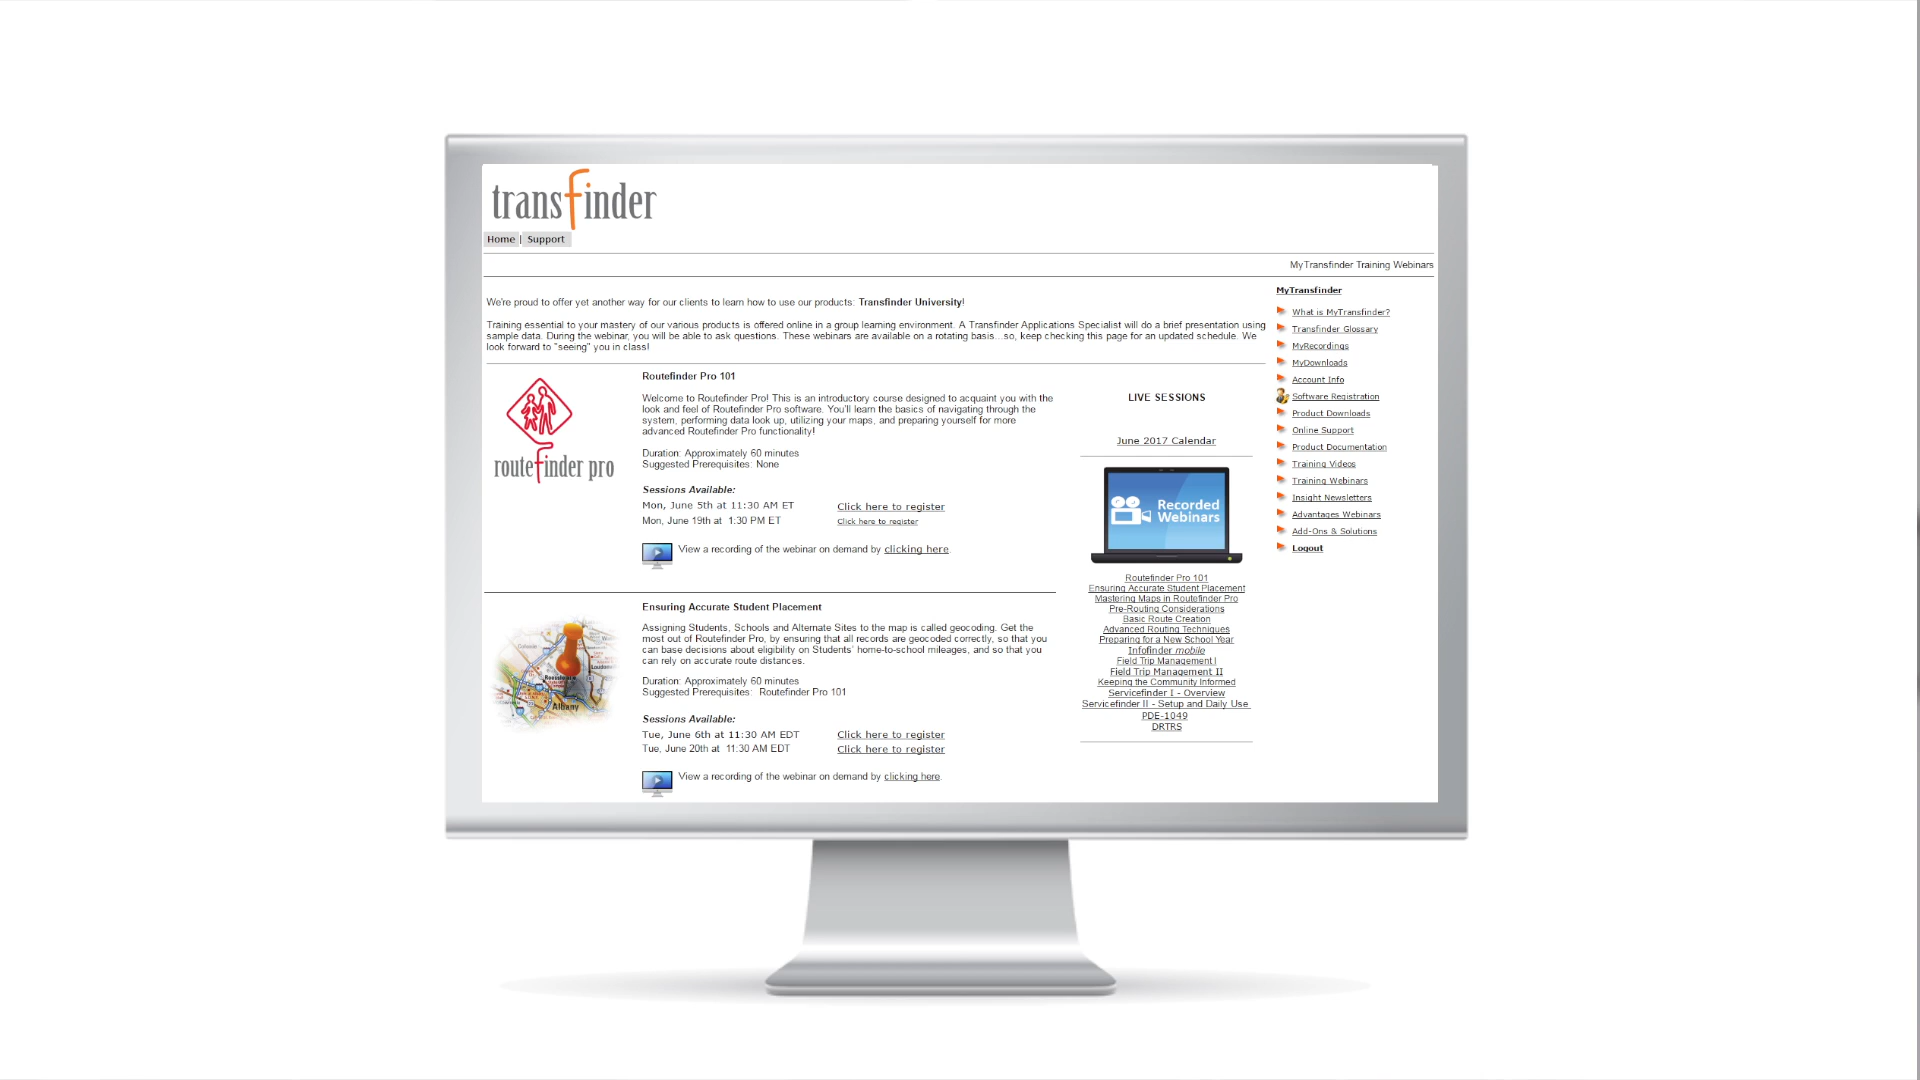 transfinder
Home | Support
MyTransfinder Training Webinars
We're proud to offer yet another way for our clients to learn how to use our products: Transfinder University!
Training essential to your mastery of our various products is offered online in a group learning environment. A Transfinder Applications Specialist will do a brief presentation using
sample data. During the webinar, you will be able to ask questions. These webinars are available on a rotating basis...so, keep checking this page for an updated schedule. We
look forward to "seeing" you in class!
routefinder pro
Routefinder Pro 101
Welcome to Routefinder Pro! This is an introductory course designed to acquaint you with the
look and feel of Routefinder Pro software. You'll learn the basics of navigating through the
system, performing data look up, utilizing your maps, and preparing yourself for more
advanced Routefinder Pro functionality!
Duration: Approximately 60 minutes
Suggested Prerequisites: None
Sessions Available:
Mon, June 5th at 11:30 AM ET Click here to register
Mon, June 19th at 1:30 PM ET Click here to register
View a recording of the webinar on demand by clicking here.
Albany
Ensuring Accurate Student Placement
Assigning Students, Schools and Alternate Sites to the map is called geocoding. Get the
most out of Routefinder Pro, by ensuring that all records are geocoded correctly, so that you
can base decisions about eligibility on Students' home-to-school mileages, and so that you
can rely on accurate route distances.
Duration: Approximately 60 minutes
Suggested Prerequisites: Routefinder Pro 101
Sessions Available:
Tue, June 6th at 11:30 AM EDT Click here to register
Tue, June 20th at 11:30 AM EDT Click here to register
View a recording of the webinar on demand by clicking here.
LIVE SESSIONS
June 2017 Calendar
Recorded
Webinars
Routefinder Pro 101
Ensuring Accurate Student Placement
Mastering Maps in Routefinder Pro
Pre-Routing Considerations
Basic Route Creation
Advanced Routing Techniques
Preparing for a New School Year
Infofinder mobile
Field Trip Management I
Field Trip Management II
Keeping the Community Informed
Servicefinder I - Overview
Servicefinder II - Setup and Daily Use
PDE-1049
DRTRS
MyTransfinder
What is MyTransfinder?
Transfinder Glossary
MyRecordings
MyDownloads
Account Info
Software Registration
Product Downloads
Online Support
Product Documentation
Training Videos
Training Webinars
Insight Newsletters
Advantages Webinars
Add-Ons & Solutions
Logout